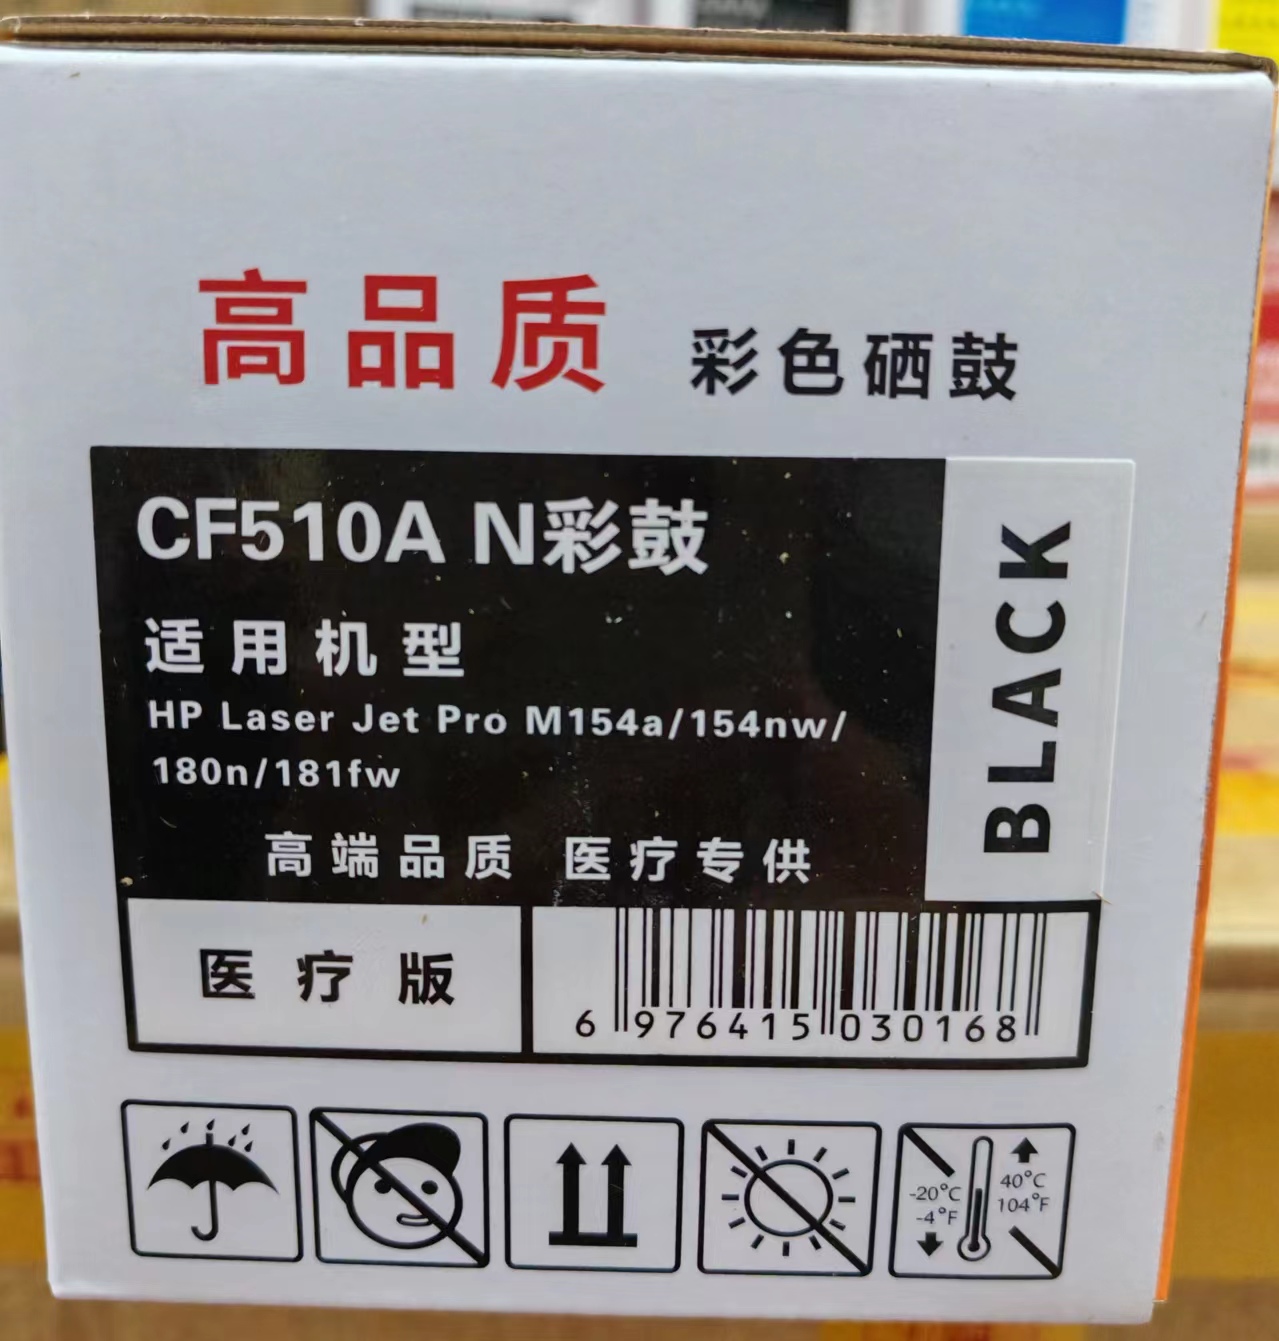 高品质 彩色硒鼓
CF510A N彩鼓
适用机型
HP Laser Jet Pro M154a/154nw/
180n/181fw
高端品质 医疗专供
BLACK
医疗版
6 976415 030168
-20°C
-4°F
40°C
104°F